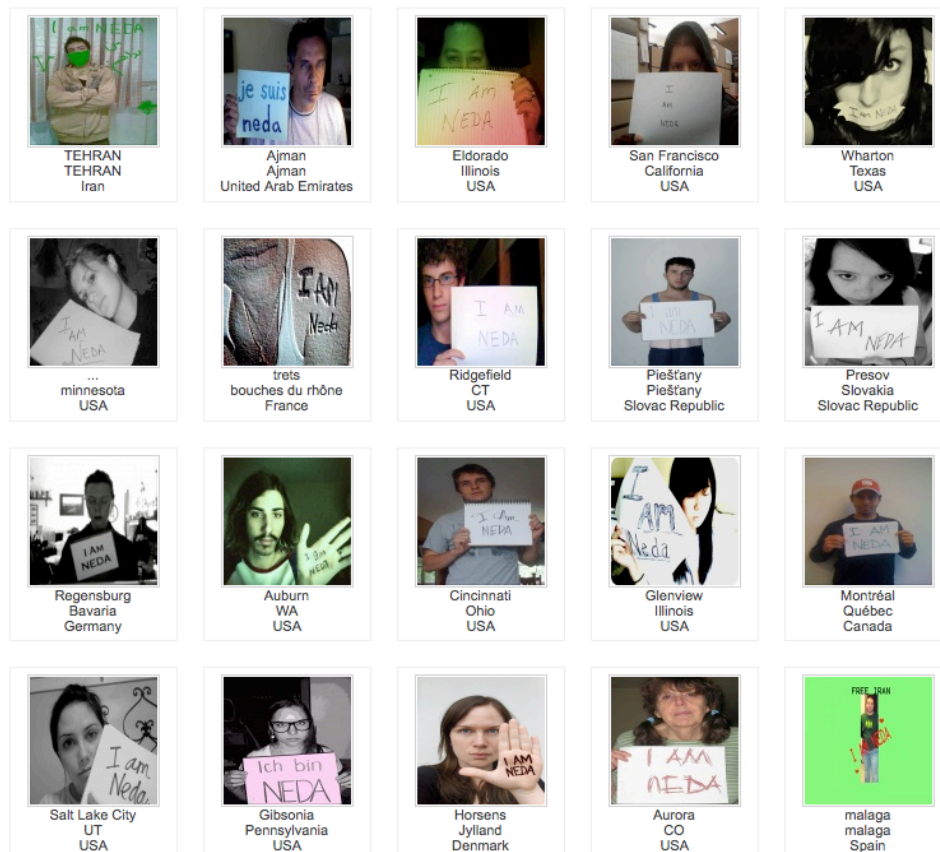 I am NEDA
TEHRAN
TEHRAN
Iran
je suis
neda
Ajman
Ajman
United Arab Emirates
I AM
NEDA
Eldorado
Illinois
USA
I
AM
NEDA
San Francisco
California
USA
I am NEDA
Wharton
Texas
USA
I
AM
NEDA
...
minnesota
USA
I AM
Neda
trets
bouches du rhône
France
I AM
NEDA
Ridgefield
CT
USA
I am
NEDA
Piešťany
Piešťany
Slovac Republic
I AM NEDA
Presov
Slovakia
Slovac Republic
I AM
NEDA
Regensburg
Bavaria
Germany
I am
NEDA
Auburn
WA
USA
I Am
NEDA
Cincinnati
Ohio
USA
I
AM
Neda
Glenview
Illinois
USA
I AM
NEDA
Montréal
Québec
Canada
I am
Neda
Salt Lake City
UT
USA
Ich bin
NEDA
Gibsonia
Pennsylvania
USA
I AM
NEDA
Horsens
Jylland
Denmark
I AM
NEDA
Aurora
CO
USA
FREE IRAN
I AM NEDA
malaga
malaga
Spain